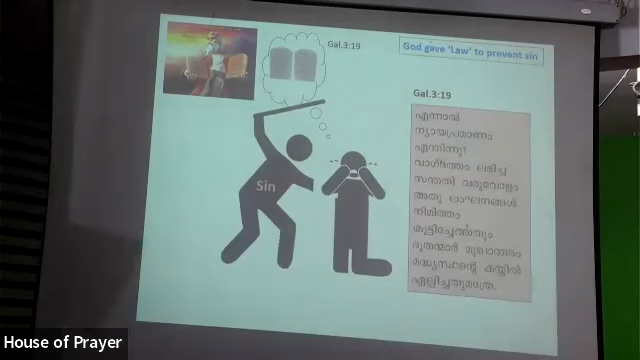 Gal.3:19
God gave 'Law' to prevent sin
Gal.3:19
എന്നാൽ
ന്യായപ്രമാണം
എന്തിന്നു?
വാഗ്ദത്തം ലഭിച്ച
സന്തതി വരുവോളം
അതു ലംഘനങ്ങൾ
നിമിത്തം
കൂട്ടിച്ചേർത്തതും
ദൂതന്മാർ മുഖാന്തരം
മദ്ധ്യസ്ഥന്റെ കയ്യിൽ
ഏല്പിച്ചതുമത്രേ.
Sin
House of Prayer